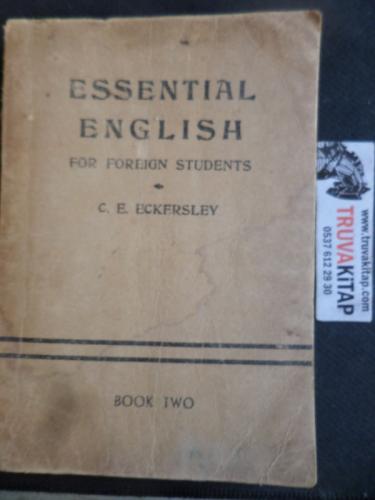 ESSENTIAL
ENGLISH
FOR FOREIGN STUDENTS
C. E. ECKERSLEY
BOOK TWO
www.truvakitap.com
TRUVAKiTAP
0537 612 29 30